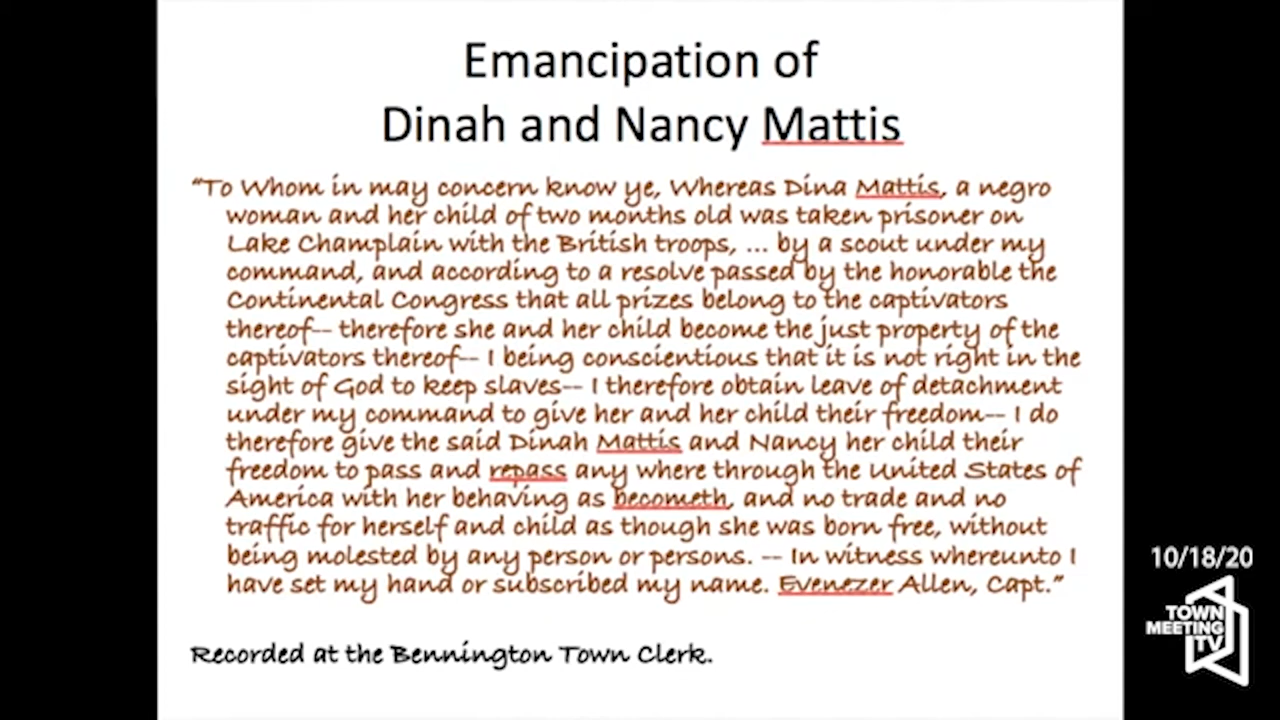 Emancipation of
Dinah and Nancy Mattis
“To Whom in may concern know ye, Whereas Dina Mattis, a negro
woman and her child of two months old was taken prisoner on
Lake Champlain with the British troops, ... by a scout under my
command, and according to a resolve passed by the honorable the
Continental Congress that all prizes belong to the captivators
thereof-- therefore she and her child become the just property of the
captivators thereof-- I being conscientious that it is not right in the
sight of God to keep slaves-- I therefore obtain leave of detachment
under my command to give her and her child their freedom-- I do
therefore give the said Dinah Mattis and Nancy her child their
freedom to pass and repass any where through the United States of
America with her behaving as becometh, and no trade and no
traffic for herself and child as though she was born free, without
being molested by any person or persons. -- In witness whereunto I
have set my hand or subscribed my name. Evenezer Allen, Capt.”
Recorded at the Bennington Town Clerk.
10/18/20
TOWN
MEETING
TV